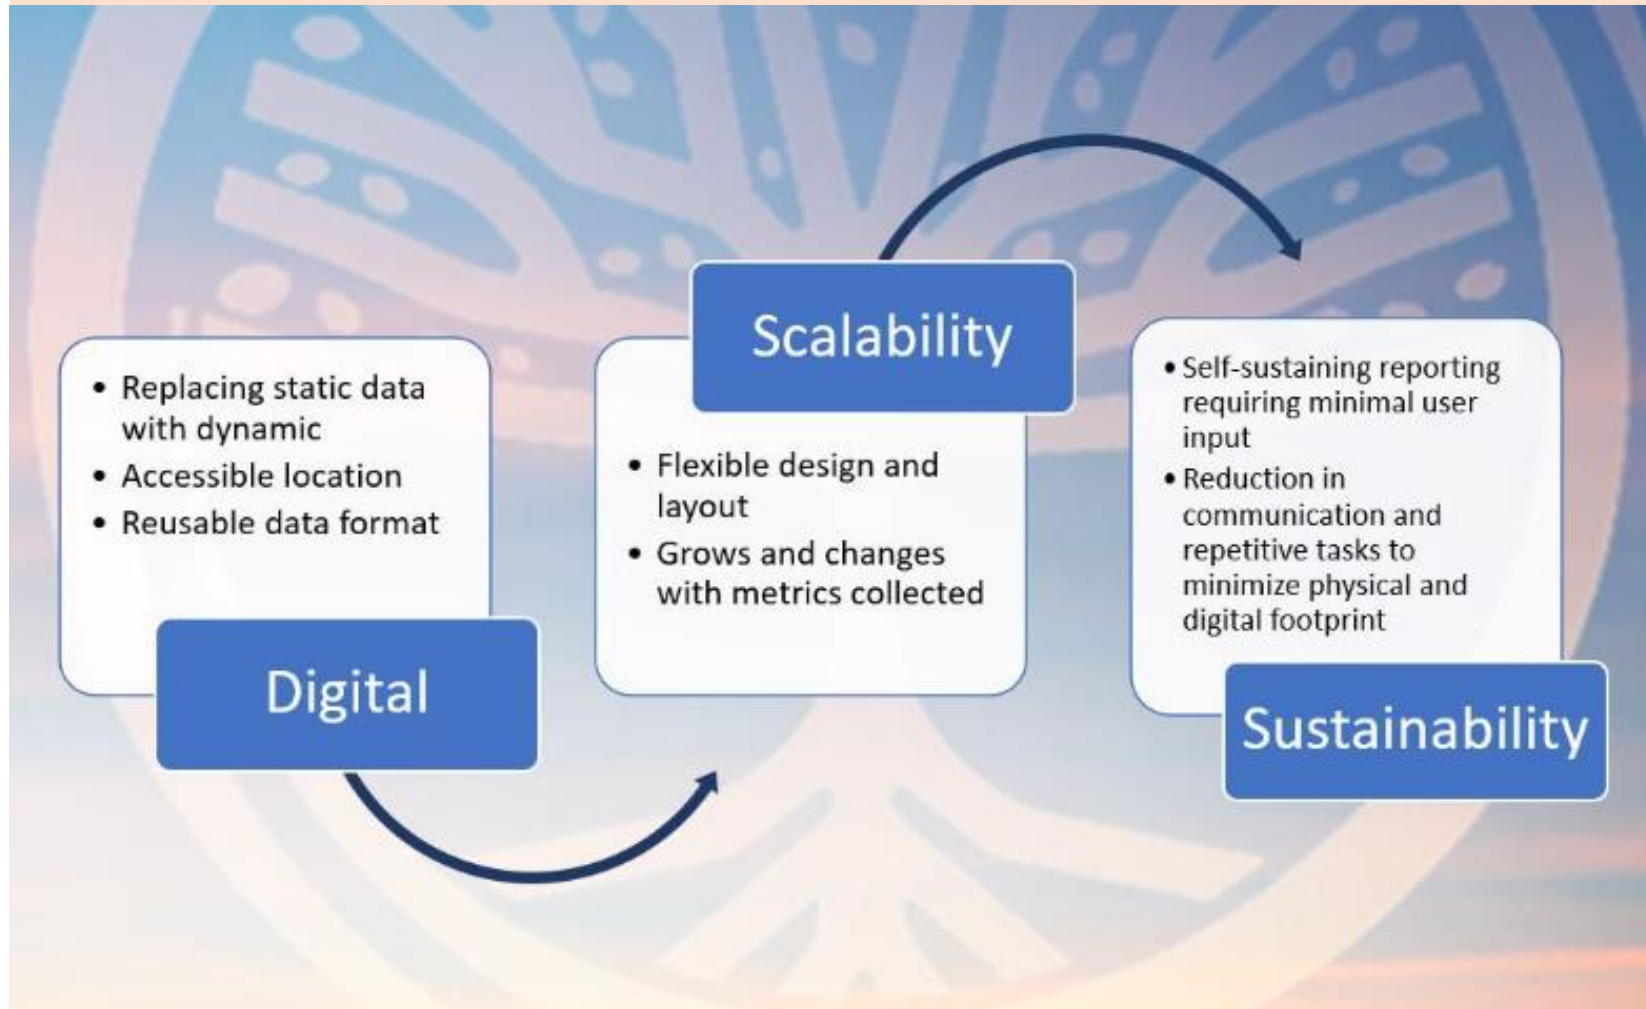 • Replacing static data
with dynamic
• Accessible location
• Reusable data format
Digital
Scalability
• Flexible design and
layout
• Grows and changes
with metrics collected
• Self-sustaining reporting
requiring minimal user
input
• Reduction in
communication and
repetitive tasks to
minimize physical and
digital footprint
Sustainability